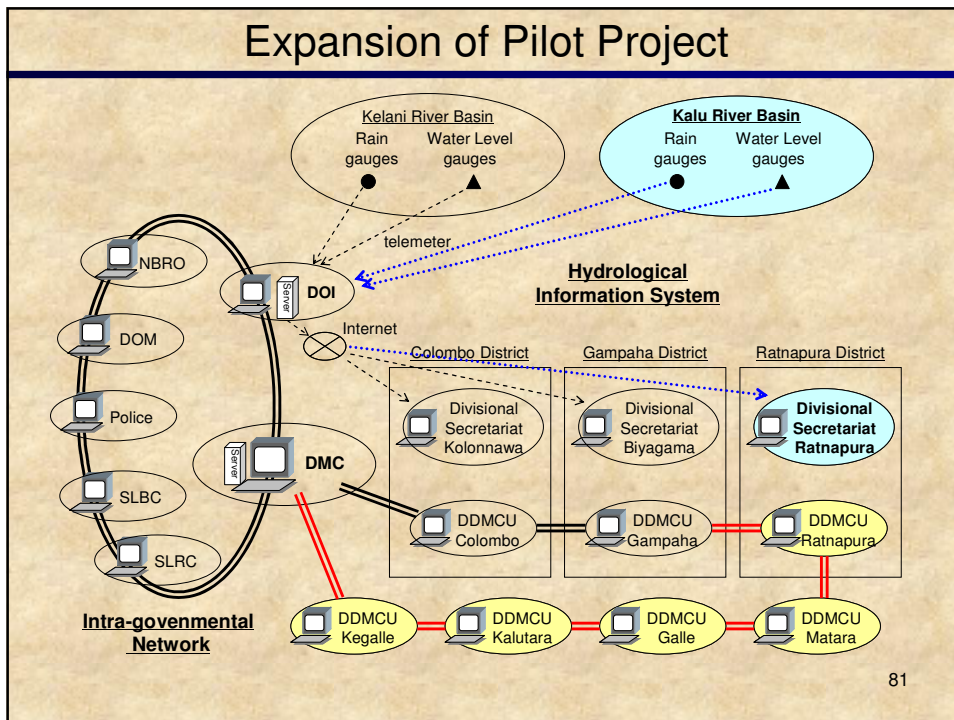 Expansion of Pilot Project
Kelani River Basin
Rain gauges
Water Level gauges
Kalu River Basin
Rain gauges
Water Level gauges
telemeter
NBRO
DOM
Police
SLBC
SLRC
Server
DOI
Hydrological
Information System
Internet
Colombo District
Gampaha District
Ratnapura District
Divisional
Secretariat
Kolonnawa
Divisional
Secretariat
Biyagama
Divisional
Secretariat
Ratnapura
Server
DMC
DDMCU
Colombo
DDMCU
Gampaha
DDMCU
Ratnapura
Intra-govenmental
Network
DDMCU
Kegalle
DDMCU
Kalutara
DDMCU
Galle
DDMCU
Matara
81